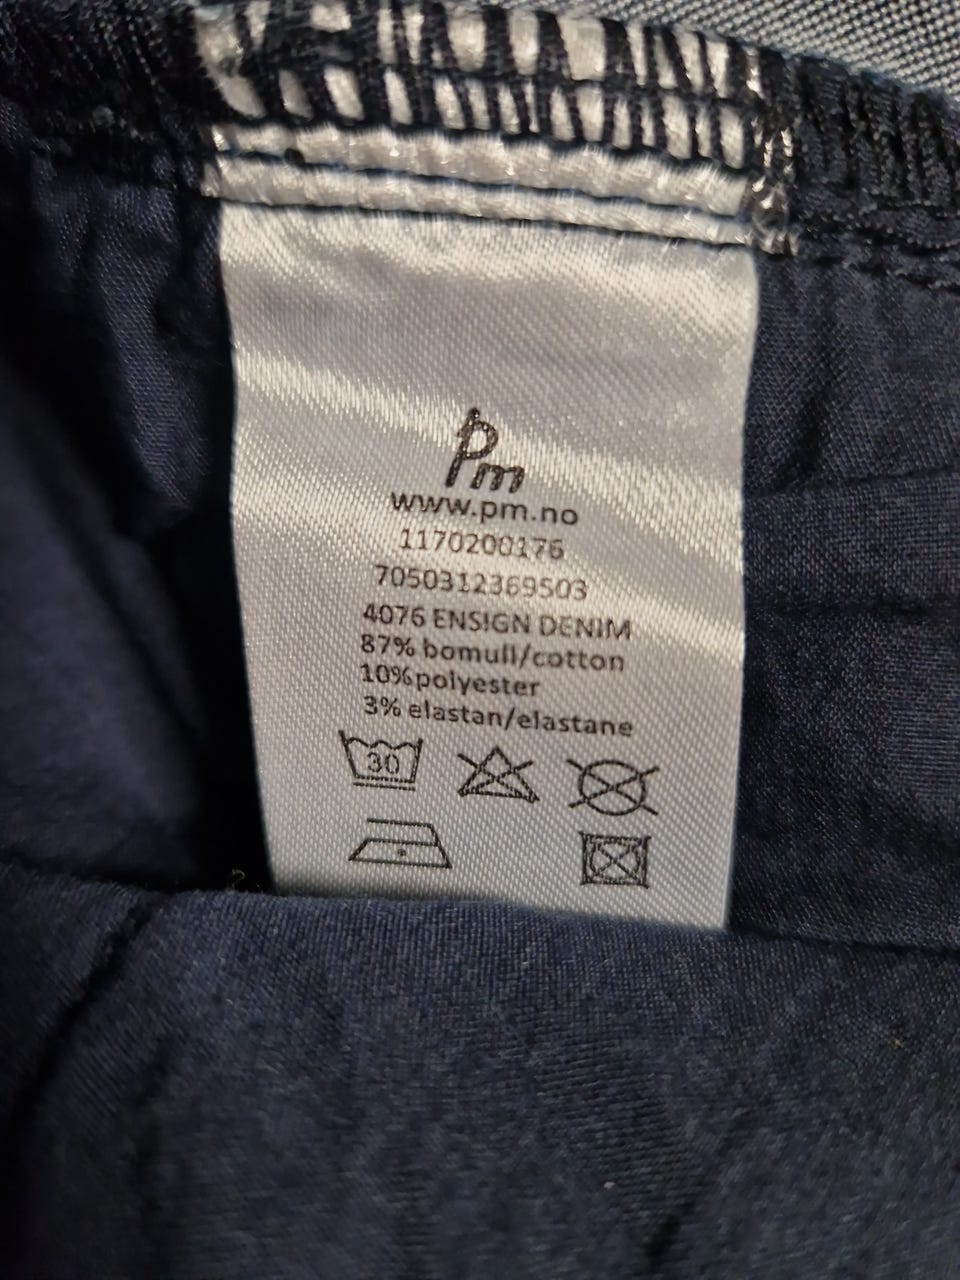 Pm
www.pm.no
1170200176
7050312369503
4076 ENSIGN DENIM
87% bomull/cotton
10%polyester
3% elastan/elastane
30